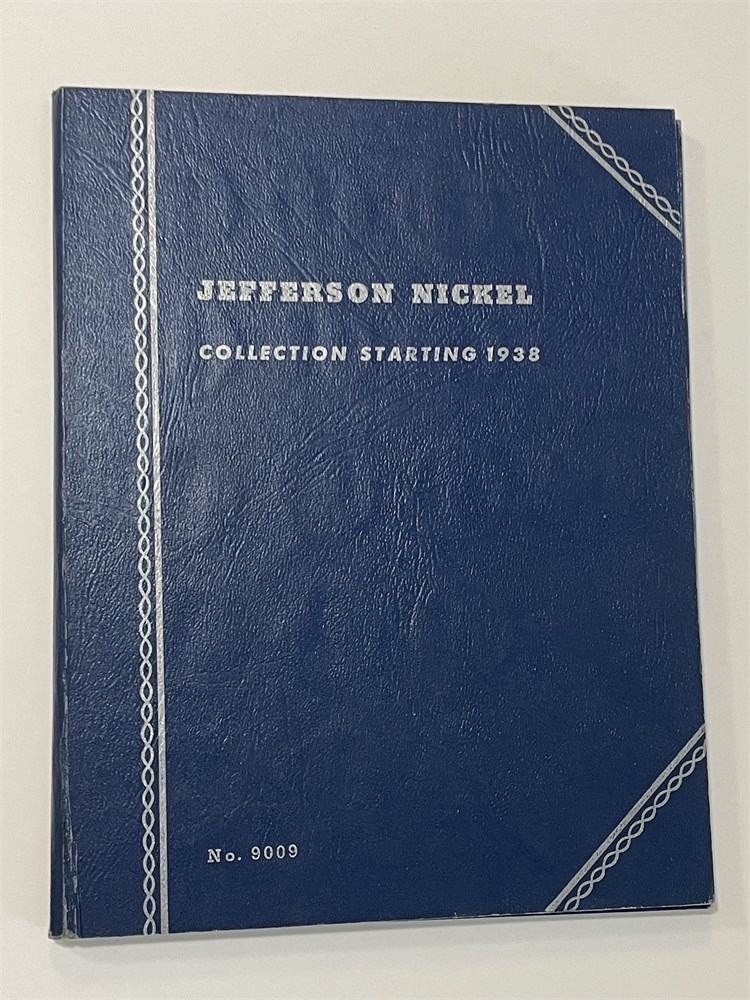 JEFFERSON NICKEL
COLLECTION STARTING 1938
No. 9009